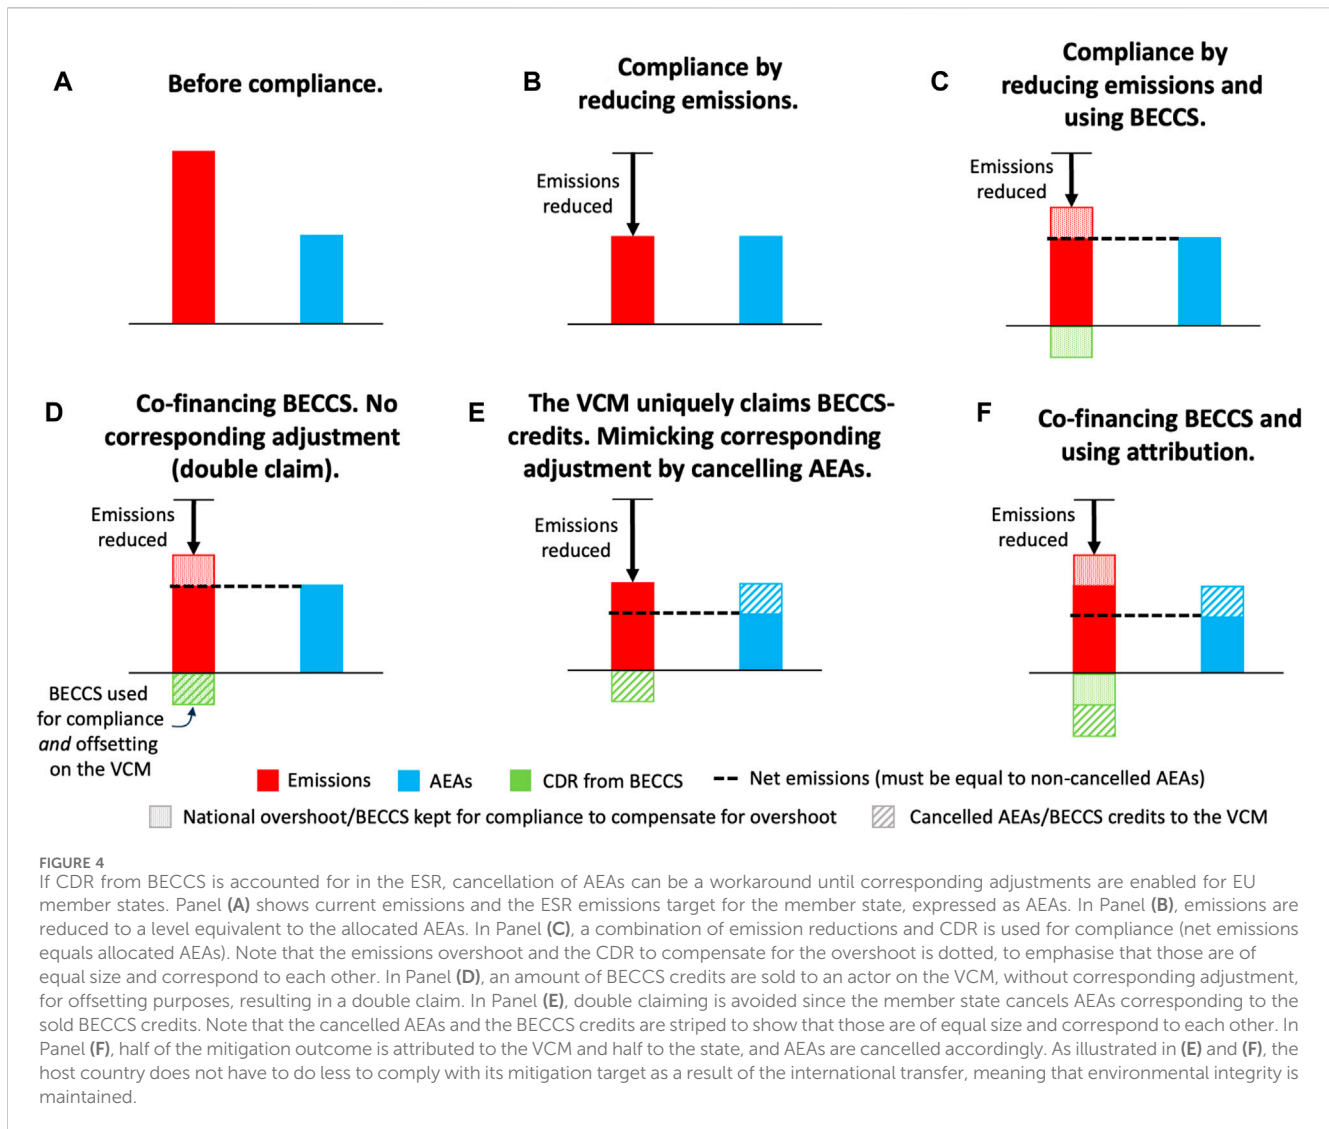 A
Before compliance.
B
Compliance by
reducing emissions.
Emissions
reduced
C
Compliance by
reducing emissions and
using BECCS.
Emissions
reduced
D
Co-financing BECCS. No
corresponding adjustment
(double claim).
Emissions
reduced
BECCS used
for compliance
and offsetting
on the VCM
E
The VCM uniquely claims BECCS-
credits. Mimicking corresponding
adjustment by cancelling AEAs.
Emissions
reduced
F
Co-financing BECCS and
using attribution.
Emissions
reduced
Emissions
AEAs
CDR from BECCS
Net emissions (must be equal to non-cancelled AEAs)
National overshoot/BECCS kept for compliance to compensate for overshoot
Cancelled AEAs/BECCS credits to the VCM
FIGURE 4
If CDR from BECCS is accounted for in the ESR, cancellation of AEAs can be a workaround until corresponding adjustments are enabled for EU
member states. Panel (A) shows current emissions and the ESR emissions target for the member state, expressed as AEAs. In Panel (B), emissions are
reduced to a level equivalent to the allocated AEAs. In Panel (C), a combination of emission reductions and CDR is used for compliance (net emissions
equals allocated AEAs). Note that the emissions overshoot and the CDR to compensate for the overshoot is dotted, to emphasise that those are of
equal size and correspond to each other. In Panel (D), an amount of BECCS credits are sold to an actor on the VCM, without corresponding adjustment,
for offsetting purposes, resulting in a double claim. In Panel (E), double claiming is avoided since the member state cancels AEAs corresponding to the
sold BECCS credits. Note that the cancelled AEAs and the BECCS credits are striped to show that those are of equal size and correspond to each other. In
Panel (F), half of the mitigation outcome is attributed to the VCM and half to the state, and AEAs are cancelled accordingly. As illustrated in (E) and (F), the
host country does not have to do less to comply with its mitigation target as a result of the international transfer, meaning that environmental integrity is
maintained.